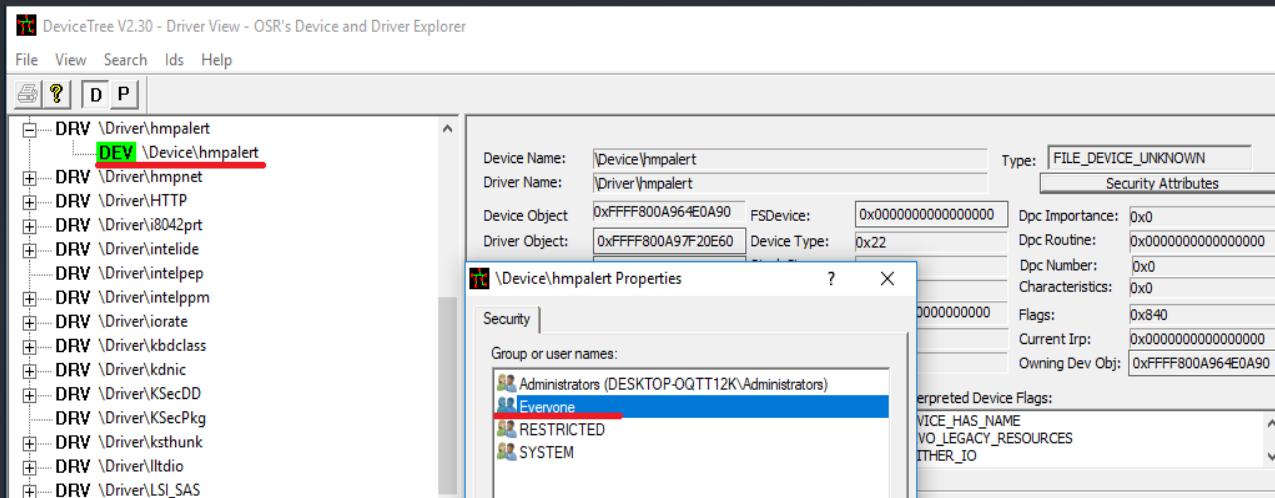 DeviceTree V2.30 - Driver View - OSR's Device and Driver Explorer
File View Search Ids Help
D P
DRV \Driver\hmpalert
DEV \Device\hmpalert
DRV \Driver\hmpnet
DRV \Driver\HTTP
DRV \Driver\i8042prt
DRV \Driver\intelide
DRV \Driver\intelpep
DRV \Driver\intelppm
DRV \Driver\iorate
DRV \Driver\kbdclass
DRV \Driver\kdnic
DRV \Driver\KSecDD
DRV \Driver\KSecPkg
DRV \Driver\ksthunk
DRV \Driver\lltdio
DRV \Driver\LSI_SAS
Device Name: \Device\hmpalert Type: FILE_DEVICE_UNKNOWN
Driver Name: \Driver\hmpalert Security Attributes
Device Object 0xFFFF800A964E0A90 FSDevice: 0x0000000000000000 Dpc Importance: 0x0
Driver Object: 0xFFFF800A97F20E60 Device Type: 0x22 Dpc Routine: 0x0000000000000000
Dpc Number: 0x0
Characteristics: 0x0
0000000000 Flags: 0x840
Current Irp: 0x0000000000000000
Owning Dev Obj: 0xFFFF800A964E0A90
erpreted Device Flags:
VICE_HAS_NAME
VO_LEGACY_RESOURCES
ITHER_IO
\Device\hmpalert Properties ?
Security
Group or user names:
Administrators (DESKTOP-OQTT12K\Administrators)
Everyone
RESTRICTED
SYSTEM